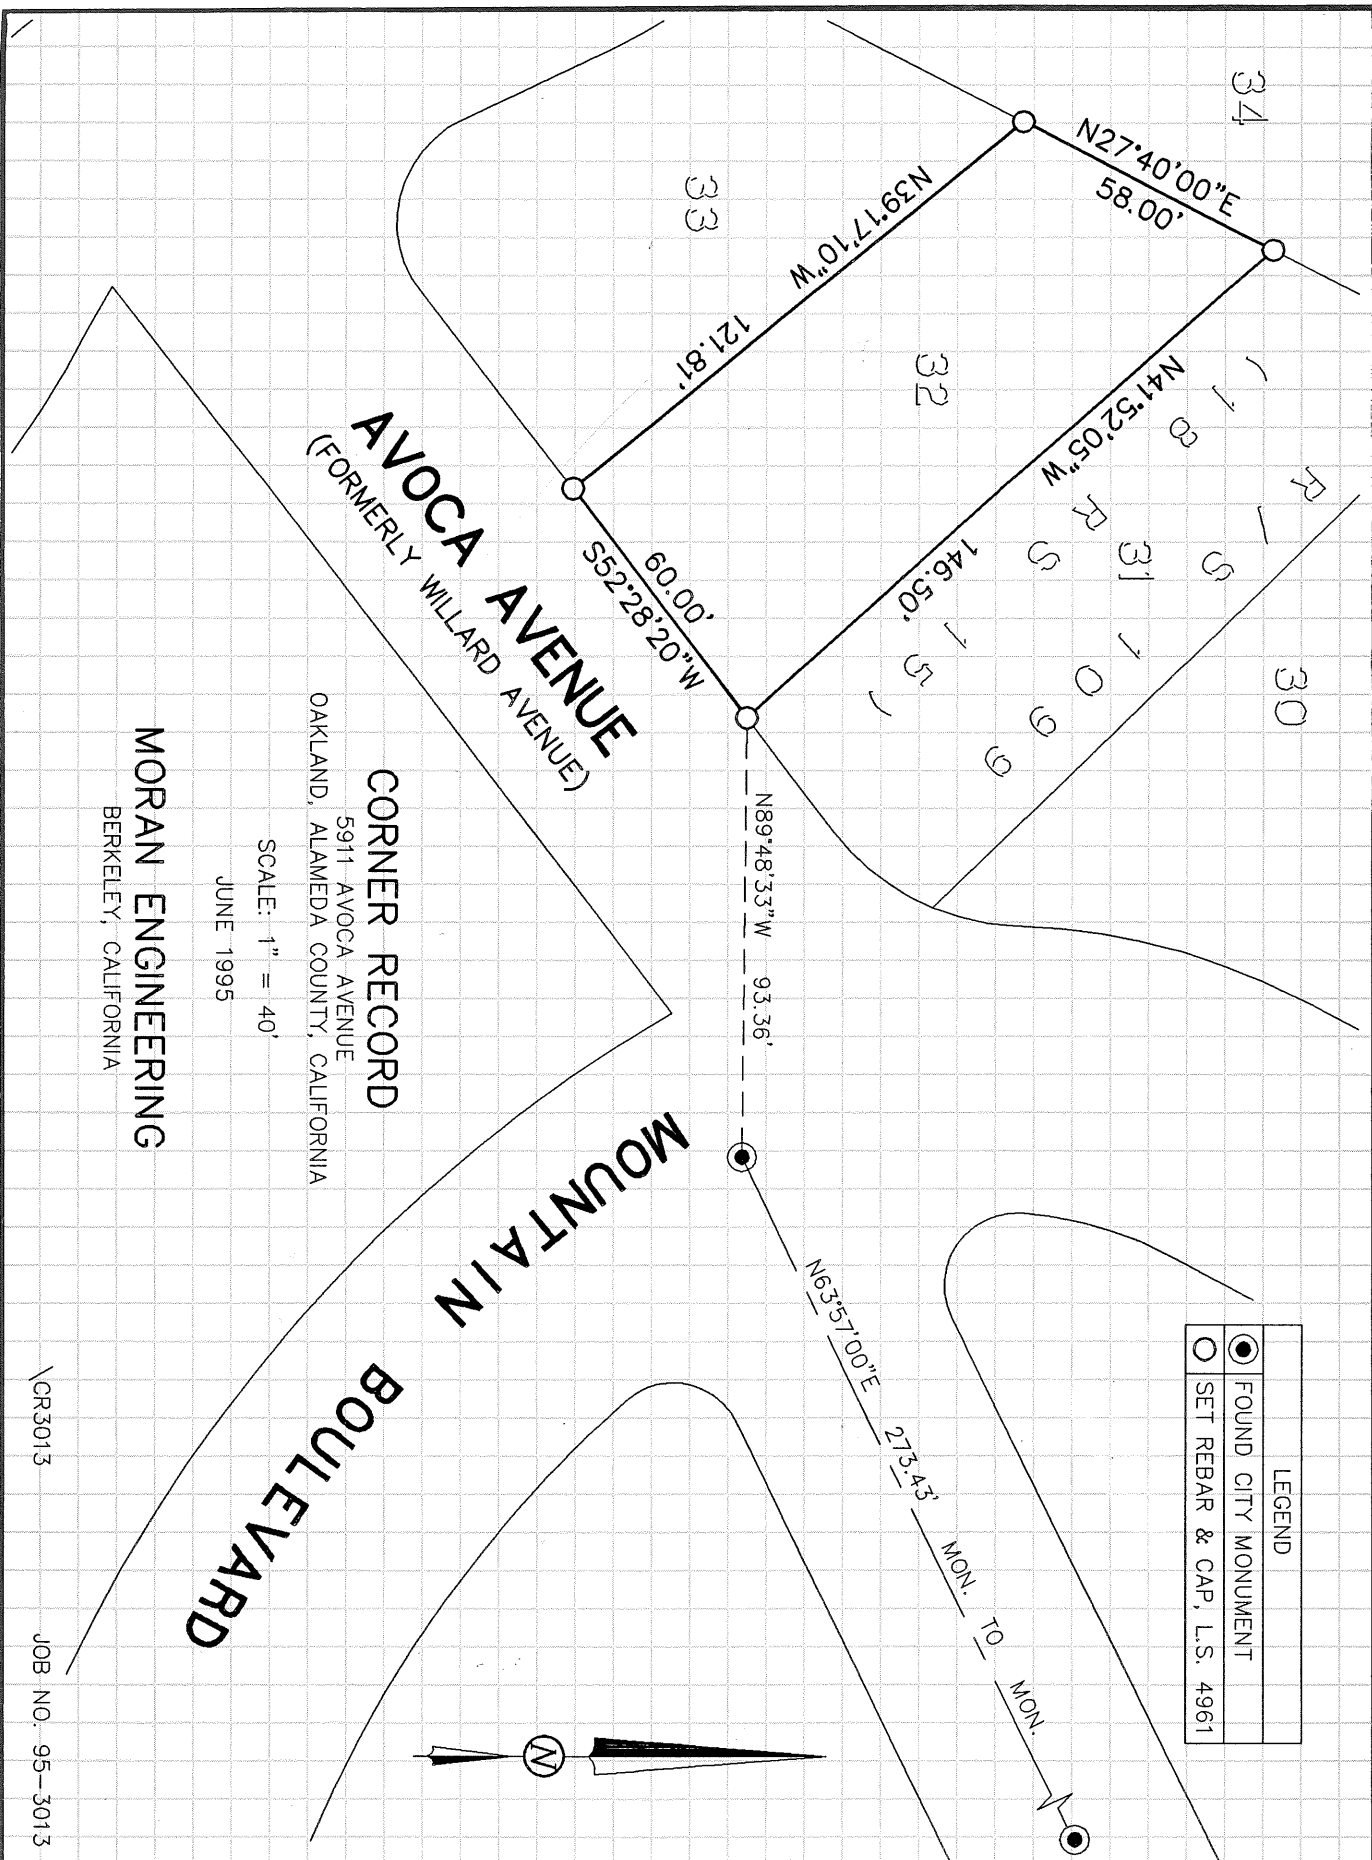 34
N27°40'00"E
58.00'
33
N39°17'10"W
121.81'
32
N41°52'05"W
146.50'
(18 R/S 109)
31
R S 15)
30
S52°28'20"W
60.00'
AVOCA AVENUE
(FORMERLY WILLARD AVENUE)
N89°48'33"W 93.36'
N63°57'00"E 273.43' MON. TO MON.
MOUNTAIN BOULEVARD
LEGEND
FOUND CITY MONUMENT
SET REBAR & CAP, L.S. 4961
N
CORNER RECORD
5911 AVOCA AVENUE
OAKLAND, ALAMEDA COUNTY, CALIFORNIA
SCALE: 1" = 40'
JUNE 1995
MORAN ENGINEERING
BERKELEY, CALIFORNIA
\CR3013
JOB NO. 95-3013